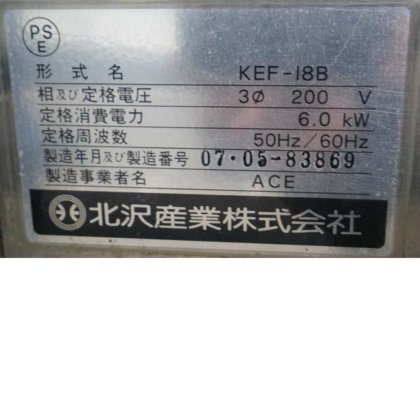 PS
E
形式名 KEF-18B
相及び定格電圧 3Φ 200 V
定格消費電力 6.0 kW
定格周波数 50Hz/60Hz
製造年月及び製造番号 07・05-83869
製造事業者名 ACE
北沢産業株式会社